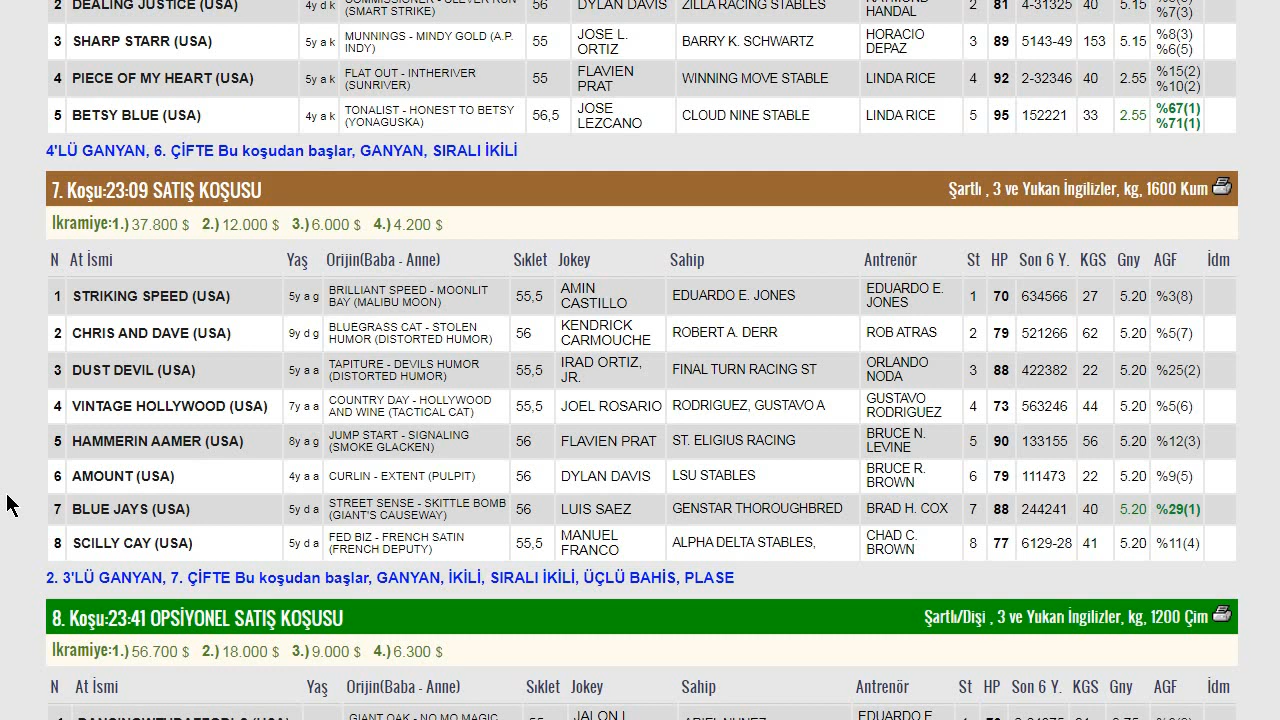 2 DEALING JUSTICE (USA) 4y d k COMMISSIONER - CLEVER RUN (SMART STRIKE) 56 DYLAN DAVIS ZILLA RACING STABLES RAYMOND HANDAL 2 81 4-31325 40 5.15 %7(3)
3 SHARP STARR (USA) 5y a k MUNNINGS - MINDY GOLD (A.P. INDY) 55 JOSE L. ORTIZ BARRY K. SCHWARTZ HORACIO DEPAZ 3 89 5143-49 153 5.15 %8(3) %6(5)
4 PIECE OF MY HEART (USA) 5y a k FLAT OUT - INTHERIVER (SUNRIVER) 55 FLAVIEN PRAT WINNING MOVE STABLE LINDA RICE 4 92 2-32346 40 2.55 %15(2) %10(2)
5 BETSY BLUE (USA) 4y a k TONALIST - HONEST TO BETSY (YONAGUSKA) 56,5 JOSE LEZCANO CLOUD NINE STABLE LINDA RICE 5 95 152221 33 2.55 %67(1) %71(1)
4'LÜ GANYAN, 6. ÇİFTE Bu koşudan başlar, GANYAN, SIRALI İKİLİ
7. Koşu:23:09 SATIŞ KOŞUSU Şartlı , 3 ve Yukarı İngilizler, kg, 1600 Kum
Ikramiye:1.) 37.800 $ 2.) 12.000 $ 3.) 6.000 $ 4.) 4.200 $
N At İsmi Yaş Orijin(Baba - Anne) Sıklet Jokey Sahip Antrenör St HP Son 6 Y. KGS Gny AGF İdm
1 STRIKING SPEED (USA) 5y a g BRILLIANT SPEED - MOONLIT BAY (MALIBU MOON) 55,5 AMIN CASTILLO EDUARDO E. JONES EDUARDO E. JONES 1 70 634566 27 5.20 %3(8)
2 CHRIS AND DAVE (USA) 9y d g BLUEGRASS CAT - STOLEN HUMOR (DISTORTED HUMOR) 56 KENDRICK CARMOUCHE ROBERT A. DERR ROB ATRAS 2 79 521266 62 5.20 %5(7)
3 DUST DEVIL (USA) 5y a a TAPITURE - DEVILS HUMOR (DISTORTED HUMOR) 55,5 IRAD ORTIZ, JR. FINAL TURN RACING ST ORLANDO NODA 3 88 422382 22 5.20 %25(2)
4 VINTAGE HOLLYWOOD (USA) 7y a a COUNTRY DAY - HOLLYWOOD AND WINE (TACTICAL CAT) 55,5 JOEL ROSARIO RODRIGUEZ, GUSTAVO A GUSTAVO RODRIGUEZ 4 73 563246 44 5.20 %5(6)
5 HAMMERIN AAMER (USA) 8y a g JUMP START - SIGNALING (SMOKE GLACKEN) 56 FLAVIEN PRAT ST. ELIGIUS RACING BRUCE N. LEVINE 5 90 133155 56 5.20 %12(3)
6 AMOUNT (USA) 4y a a CURLIN - EXTENT (PULPIT) 56 DYLAN DAVIS LSU STABLES BRUCE R. BROWN 6 79 111473 22 5.20 %9(5)
7 BLUE JAYS (USA) 5y d a STREET SENSE - SKITTLE BOMB (GIANT'S CAUSEWAY) 56 LUIS SAEZ GENSTAR THOROUGHBRED BRAD H. COX 7 88 244241 40 5.20 %29(1)
8 SCILLY CAY (USA) 5y d a FED BIZ - FRENCH SATIN (FRENCH DEPUTY) 55,5 MANUEL FRANCO ALPHA DELTA STABLES, CHAD C. BROWN 8 77 6129-28 41 5.20 %11(4)
2. 3'LÜ GANYAN, 7. ÇİFTE Bu koşudan başlar, GANYAN, İKİLİ, SIRALI İKİLİ, ÜÇLÜ BAHİS, PLASE
8. Koşu:23:41 OPSİYONEL SATIŞ KOŞUSU Şartlı/Dişi , 3 ve Yukarı İngilizler, kg, 1200 Çim
Ikramiye:1.) 56.700 $ 2.) 18.000 $ 3.) 9.000 $ 4.) 6.300 $
N At İsmi Yaş Orijin(Baba - Anne) Sıklet Jokey Sahip Antrenör St HP Son 6 Y. KGS Gny AGF İdm
GIANT OAK - NO MO MAGIC JALON I. EDUARDO E.